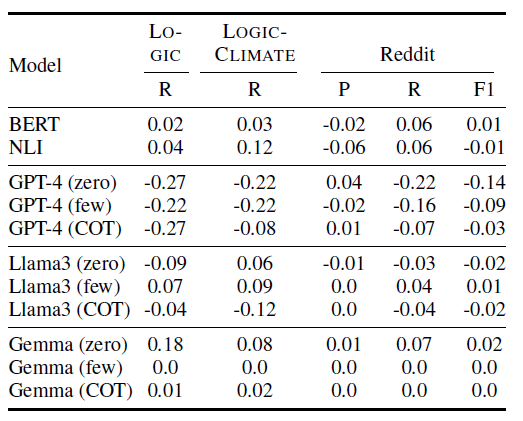 Model LO- LOGIC- Reddit
GIC CLIMATE
R R P R F1
BERT 0.02 0.03 -0.02 0.06 0.01
NLI 0.04 0.12 -0.06 0.06 -0.01
GPT-4 (zero) -0.27 -0.22 0.04 -0.22 -0.14
GPT-4 (few) -0.22 -0.22 -0.02 -0.16 -0.09
GPT-4 (COT) -0.27 -0.08 0.01 -0.07 -0.03
Llama3 (zero) -0.09 0.06 -0.01 -0.03 -0.02
Llama3 (few) 0.07 0.09 0.0 0.04 0.01
Llama3 (COT) -0.04 -0.12 0.0 -0.04 -0.02
Gemma (zero) 0.18 0.08 0.01 0.07 0.02
Gemma (few) 0.0 0.0 0.0 0.0 0.0
Gemma (COT) 0.01 0.02 0.0 0.0 0.0